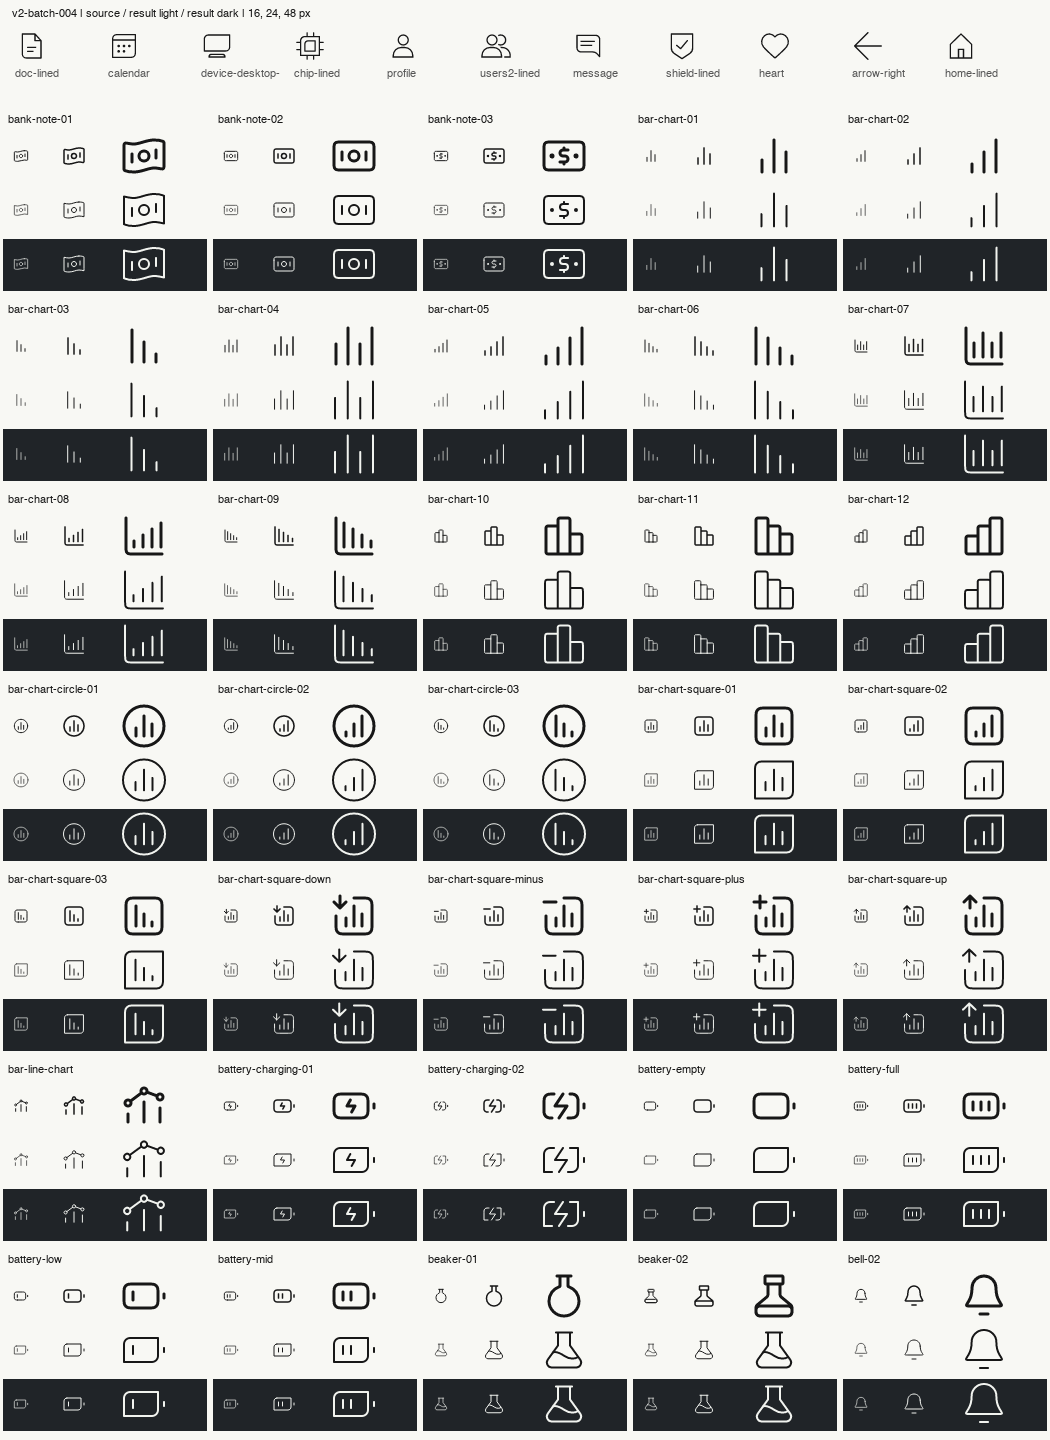 v2-batch-004 | source / result light / result dark | 16, 24, 48 px
doc-lined calendar device-desktop- chip-lined profile users2-lined message shield-lined heart arrow-right home-lined
bank-note-01 bank-note-02 bank-note-03 bar-chart-01 bar-chart-02
bar-chart-03 bar-chart-04 bar-chart-05 bar-chart-06 bar-chart-07
bar-chart-08 bar-chart-09 bar-chart-10 bar-chart-11 bar-chart-12
bar-chart-circle-01 bar-chart-circle-02 bar-chart-circle-03 bar-chart-square-01 bar-chart-square-02
bar-chart-square-03 bar-chart-square-down bar-chart-square-minus bar-chart-square-plus bar-chart-square-up
bar-line-chart battery-charging-01 battery-charging-02 battery-empty battery-full
battery-low battery-mid beaker-01 beaker-02 bell-02